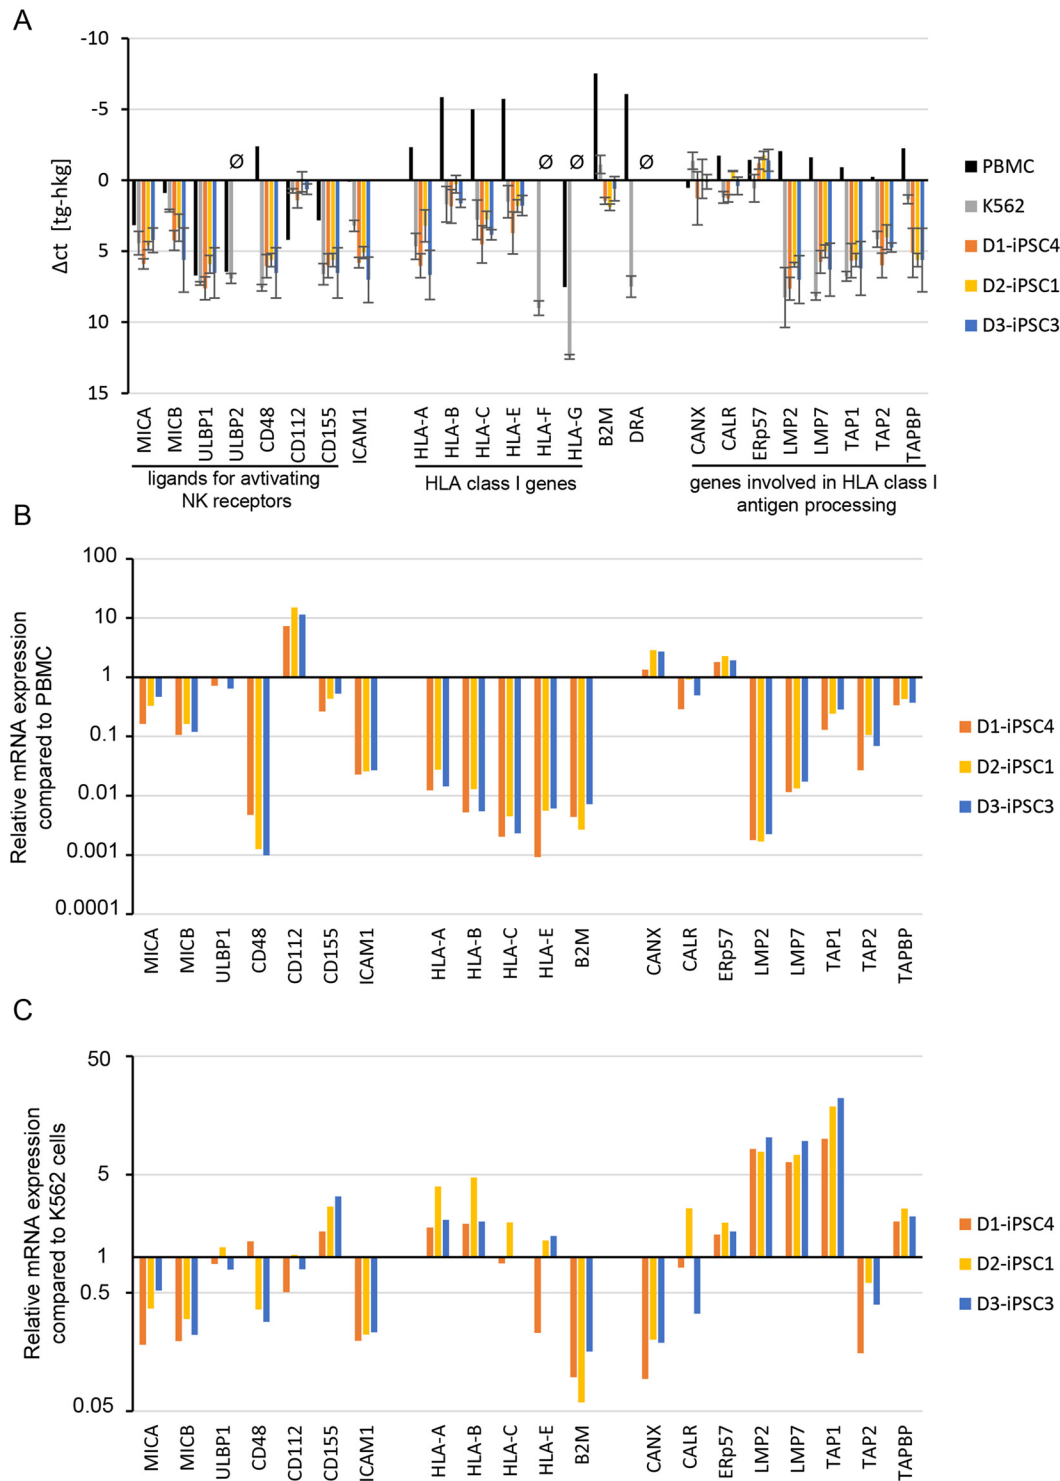 A
-10
-5
0
5
10
15
Δct [tg-hkg]
Ø
Ø
Ø
Ø
PBMC
K562
D1-iPSC4
D2-iPSC1
D3-iPSC3
MICA
MICB
ULBP1
ULBP2
CD48
CD112
CD155
ICAM1
HLA-A
HLA-B
HLA-C
HLA-E
HLA-F
HLA-G
B2M
DRA
CANX
CALR
ERp57
LMP2
LMP7
TAP1
TAP2
TAPBP
ligands for avtivating
NK receptors
HLA class I genes
genes involved in HLA class I
antigen processing
B
100
10
1
0.1
0.01
0.001
0.0001
Relative mRNA expression
compared to PBMC
D1-iPSC4
D2-iPSC1
D3-iPSC3
MICA
MICB
ULBP1
CD48
CD112
CD155
ICAM1
HLA-A
HLA-B
HLA-C
HLA-E
B2M
CANX
CALR
ERp57
LMP2
LMP7
TAP1
TAP2
TAPBP
C
50
5
1
0.5
0.05
Relative mRNA expression
compared to K562 cells
D1-iPSC4
D2-iPSC1
D3-iPSC3
MICA
MICB
ULBP1
CD48
CD112
CD155
ICAM1
HLA-A
HLA-B
HLA-C
HLA-E
B2M
CANX
CALR
ERp57
LMP2
LMP7
TAP1
TAP2
TAPBP